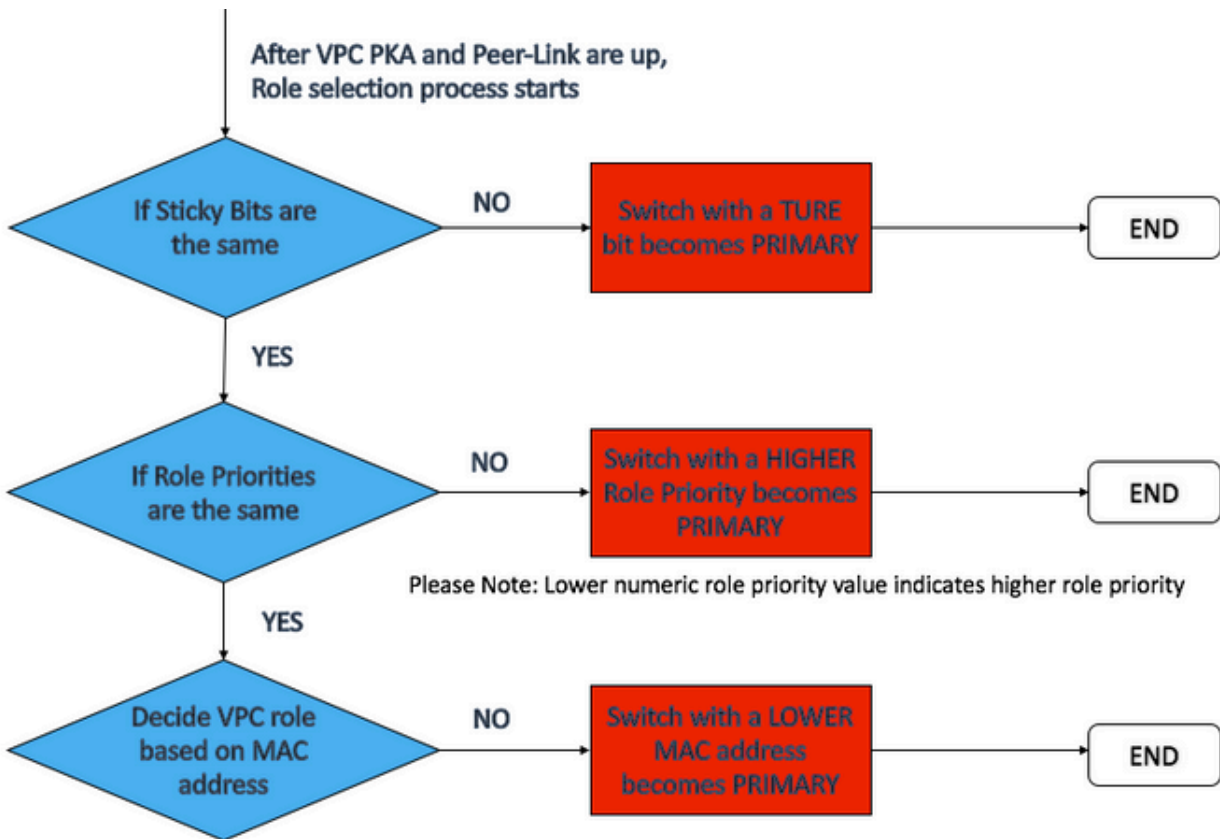 After VPC PKA and Peer-Link are up,
Role selection process starts
If Sticky Bits are
the same
NO
Switch with a TURE
bit becomes PRIMARY
END
YES
If Role Priorities
are the same
NO
Switch with a HIGHER
Role Priority becomes
PRIMARY
END
Please Note: Lower numeric role priority value indicates higher role priority
YES
Decide VPC role
based on MAC
address
NO
Switch with a LOWER
MAC address
becomes PRIMARY
END